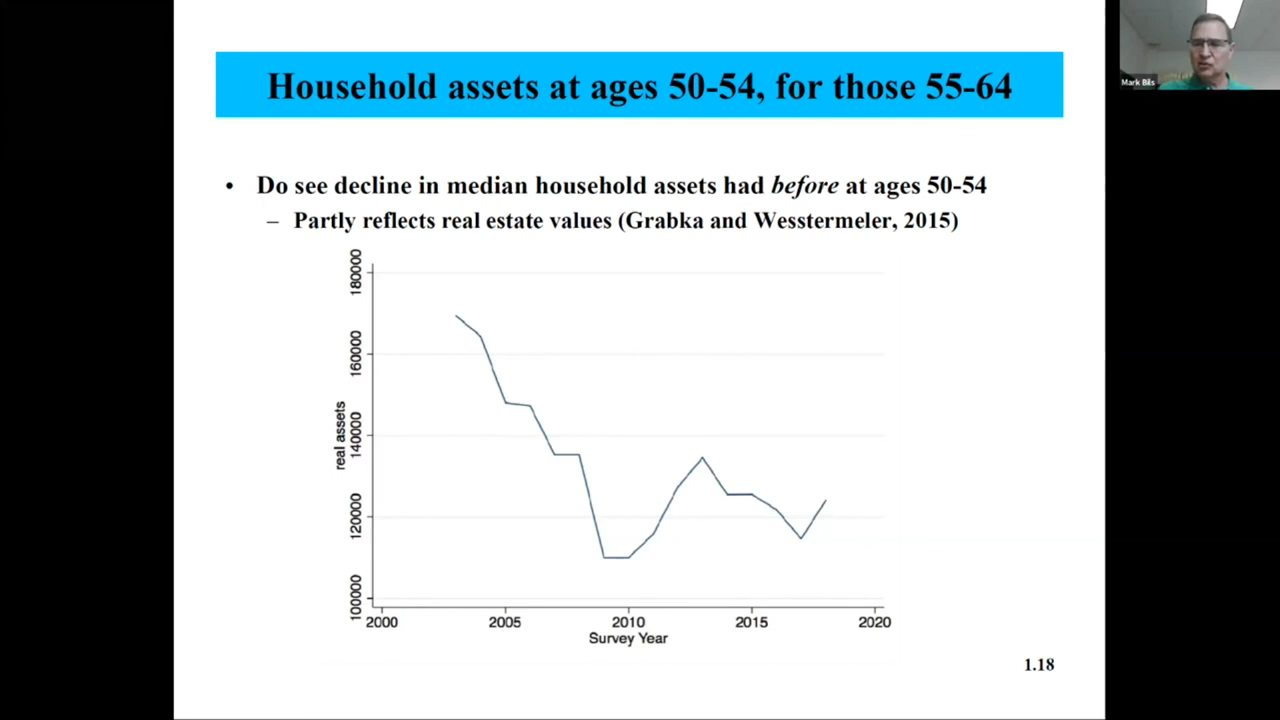 Household assets at ages 50-54, for those 55-64
Mark Bils
• Do see decline in median household assets had before at ages 50-54
– Partly reflects real estate values (Grabka and Wesstermeler, 2015)
180000
160000
140000
120000
100000
real assets
2000 2005 2010 2015 2020
Survey Year
1.18